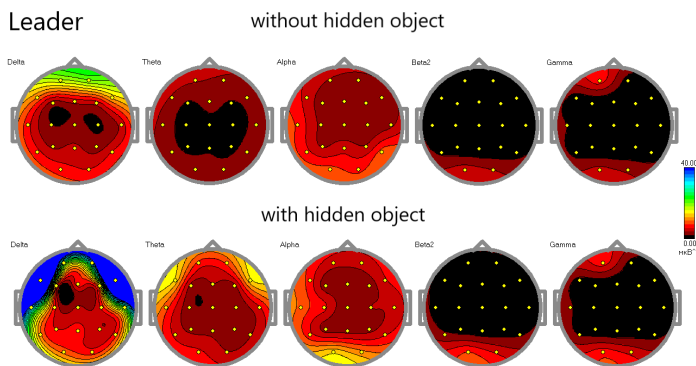 Leader
without hidden object
Delta Theta Alpha Beta2 Gamma
40.00
0.00
with hidden object
Delta Theta Alpha Beta2 Gamma